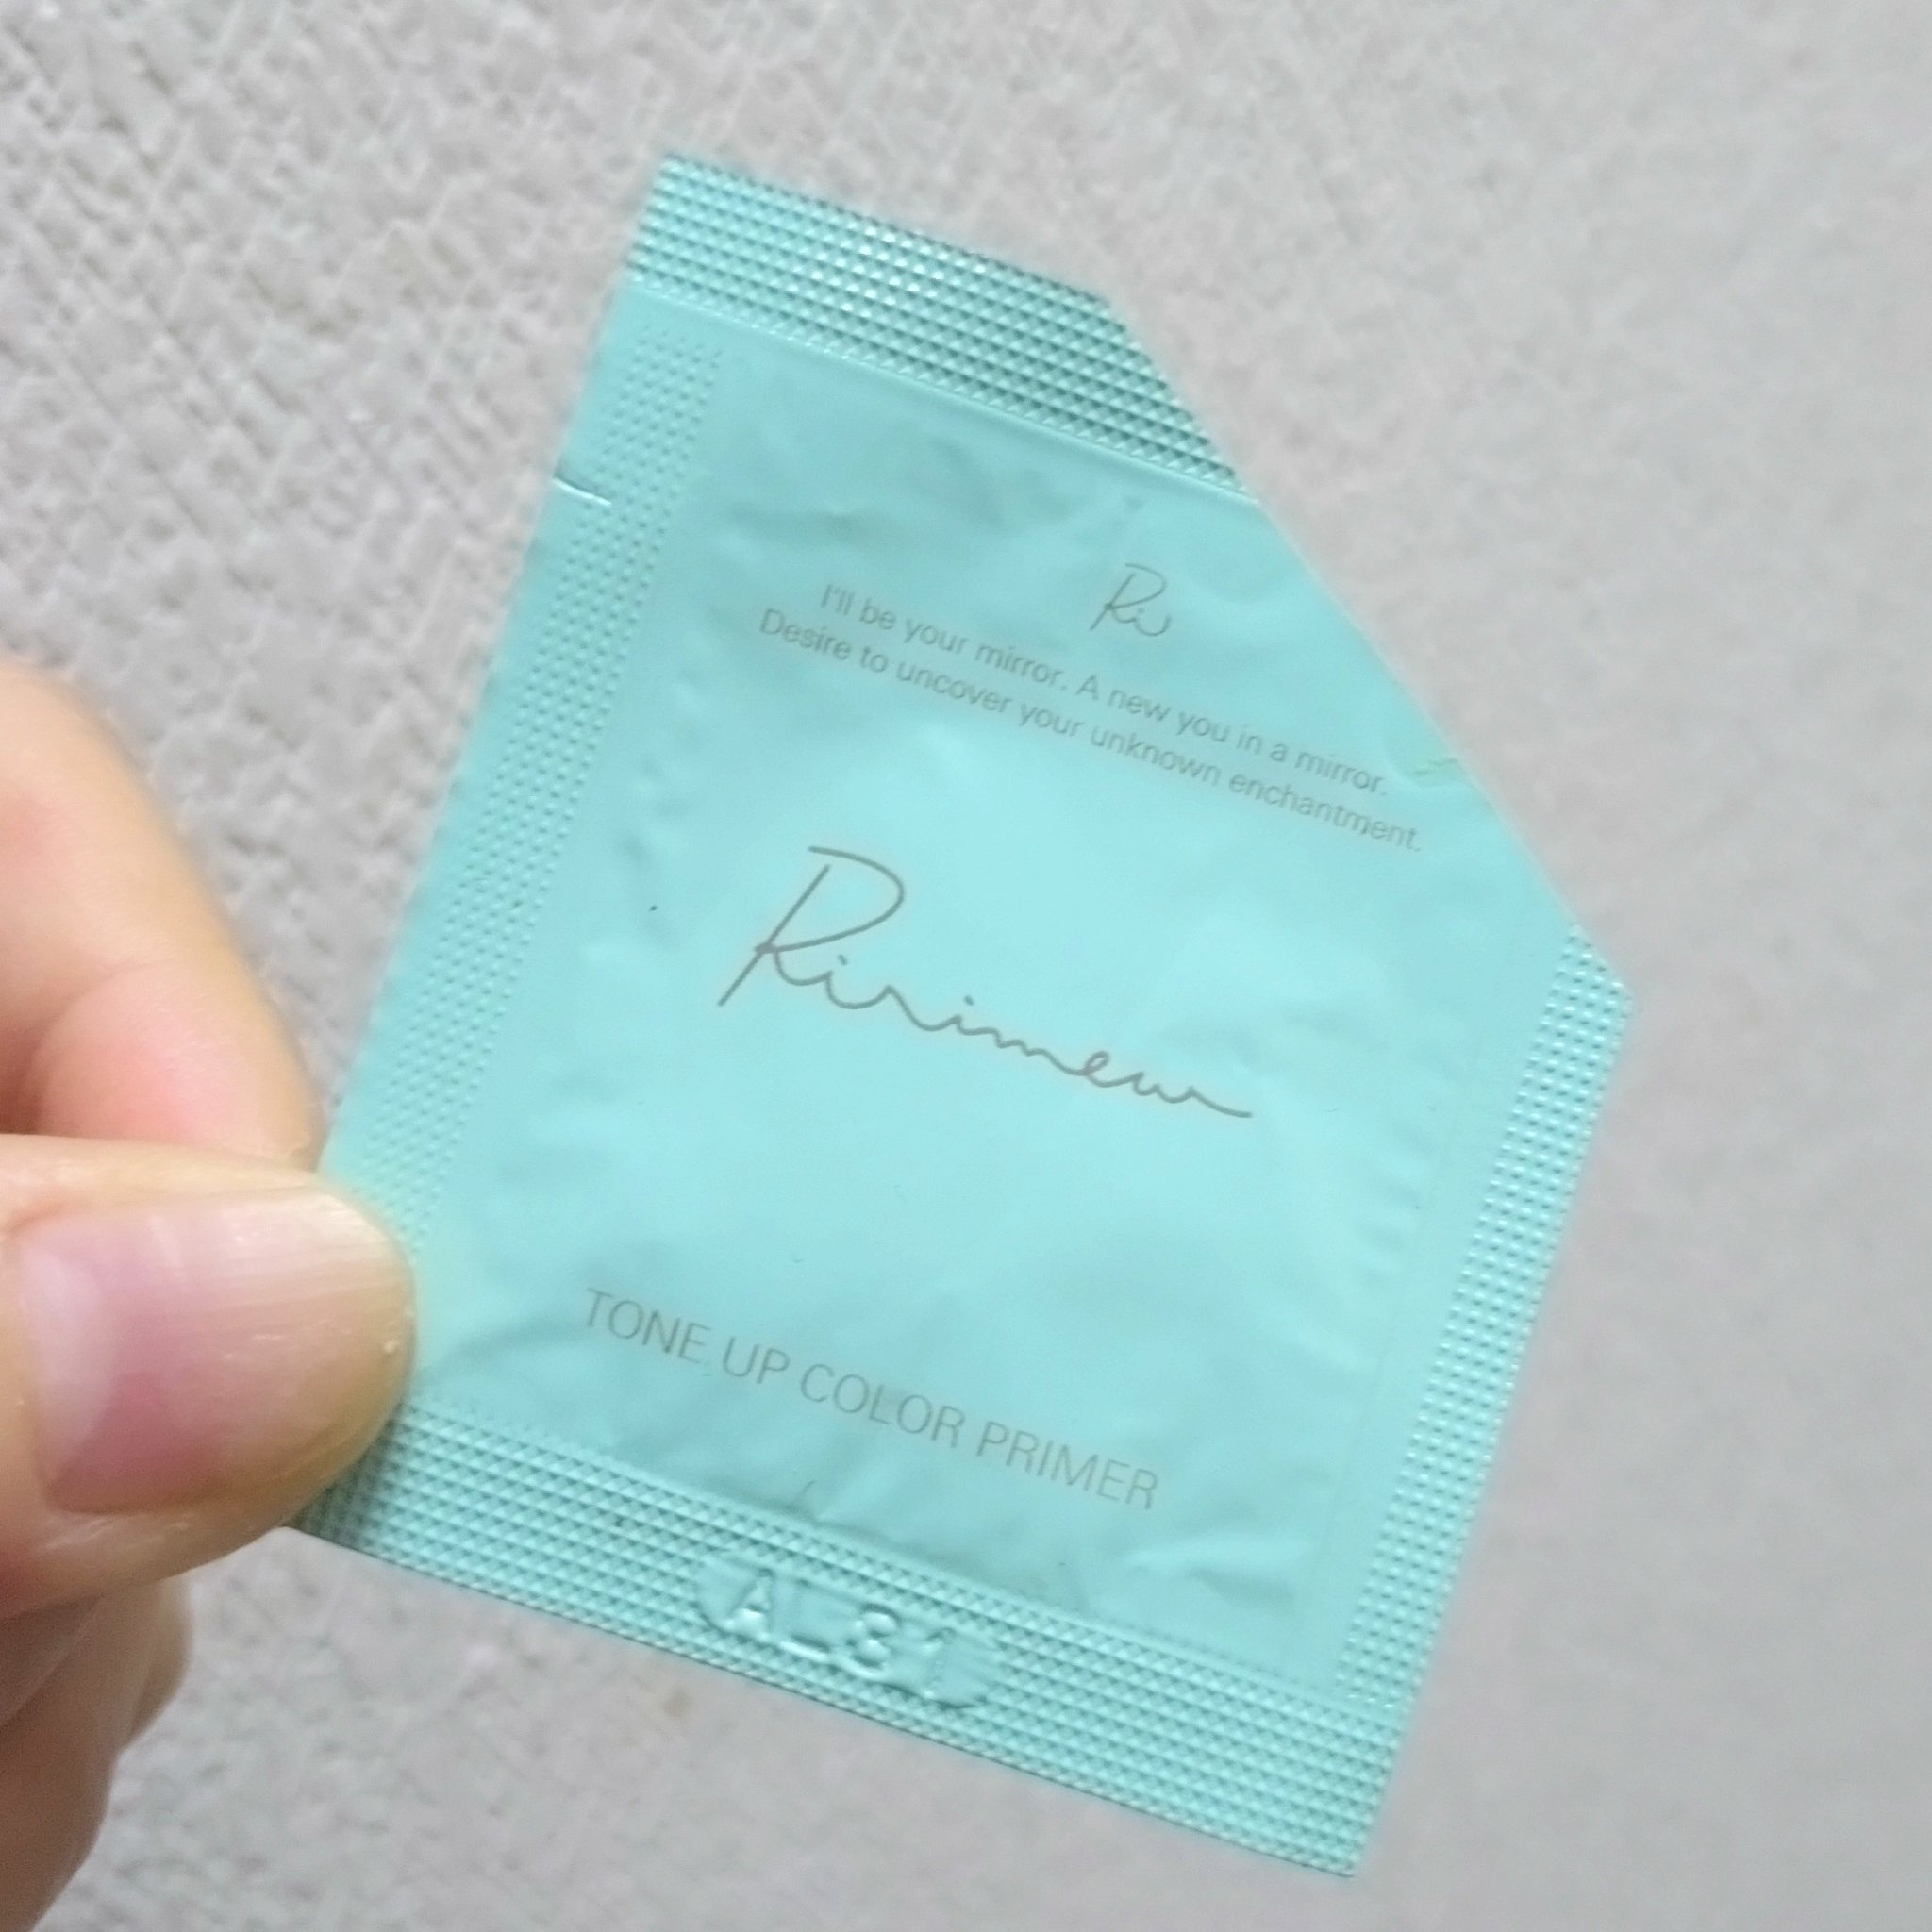 Ri
I'll be your mirror. A new you in a mirror.
Desire to uncover your unknown enchantment.
Ririmew
TONE UP COLOR PRIMER
AL81